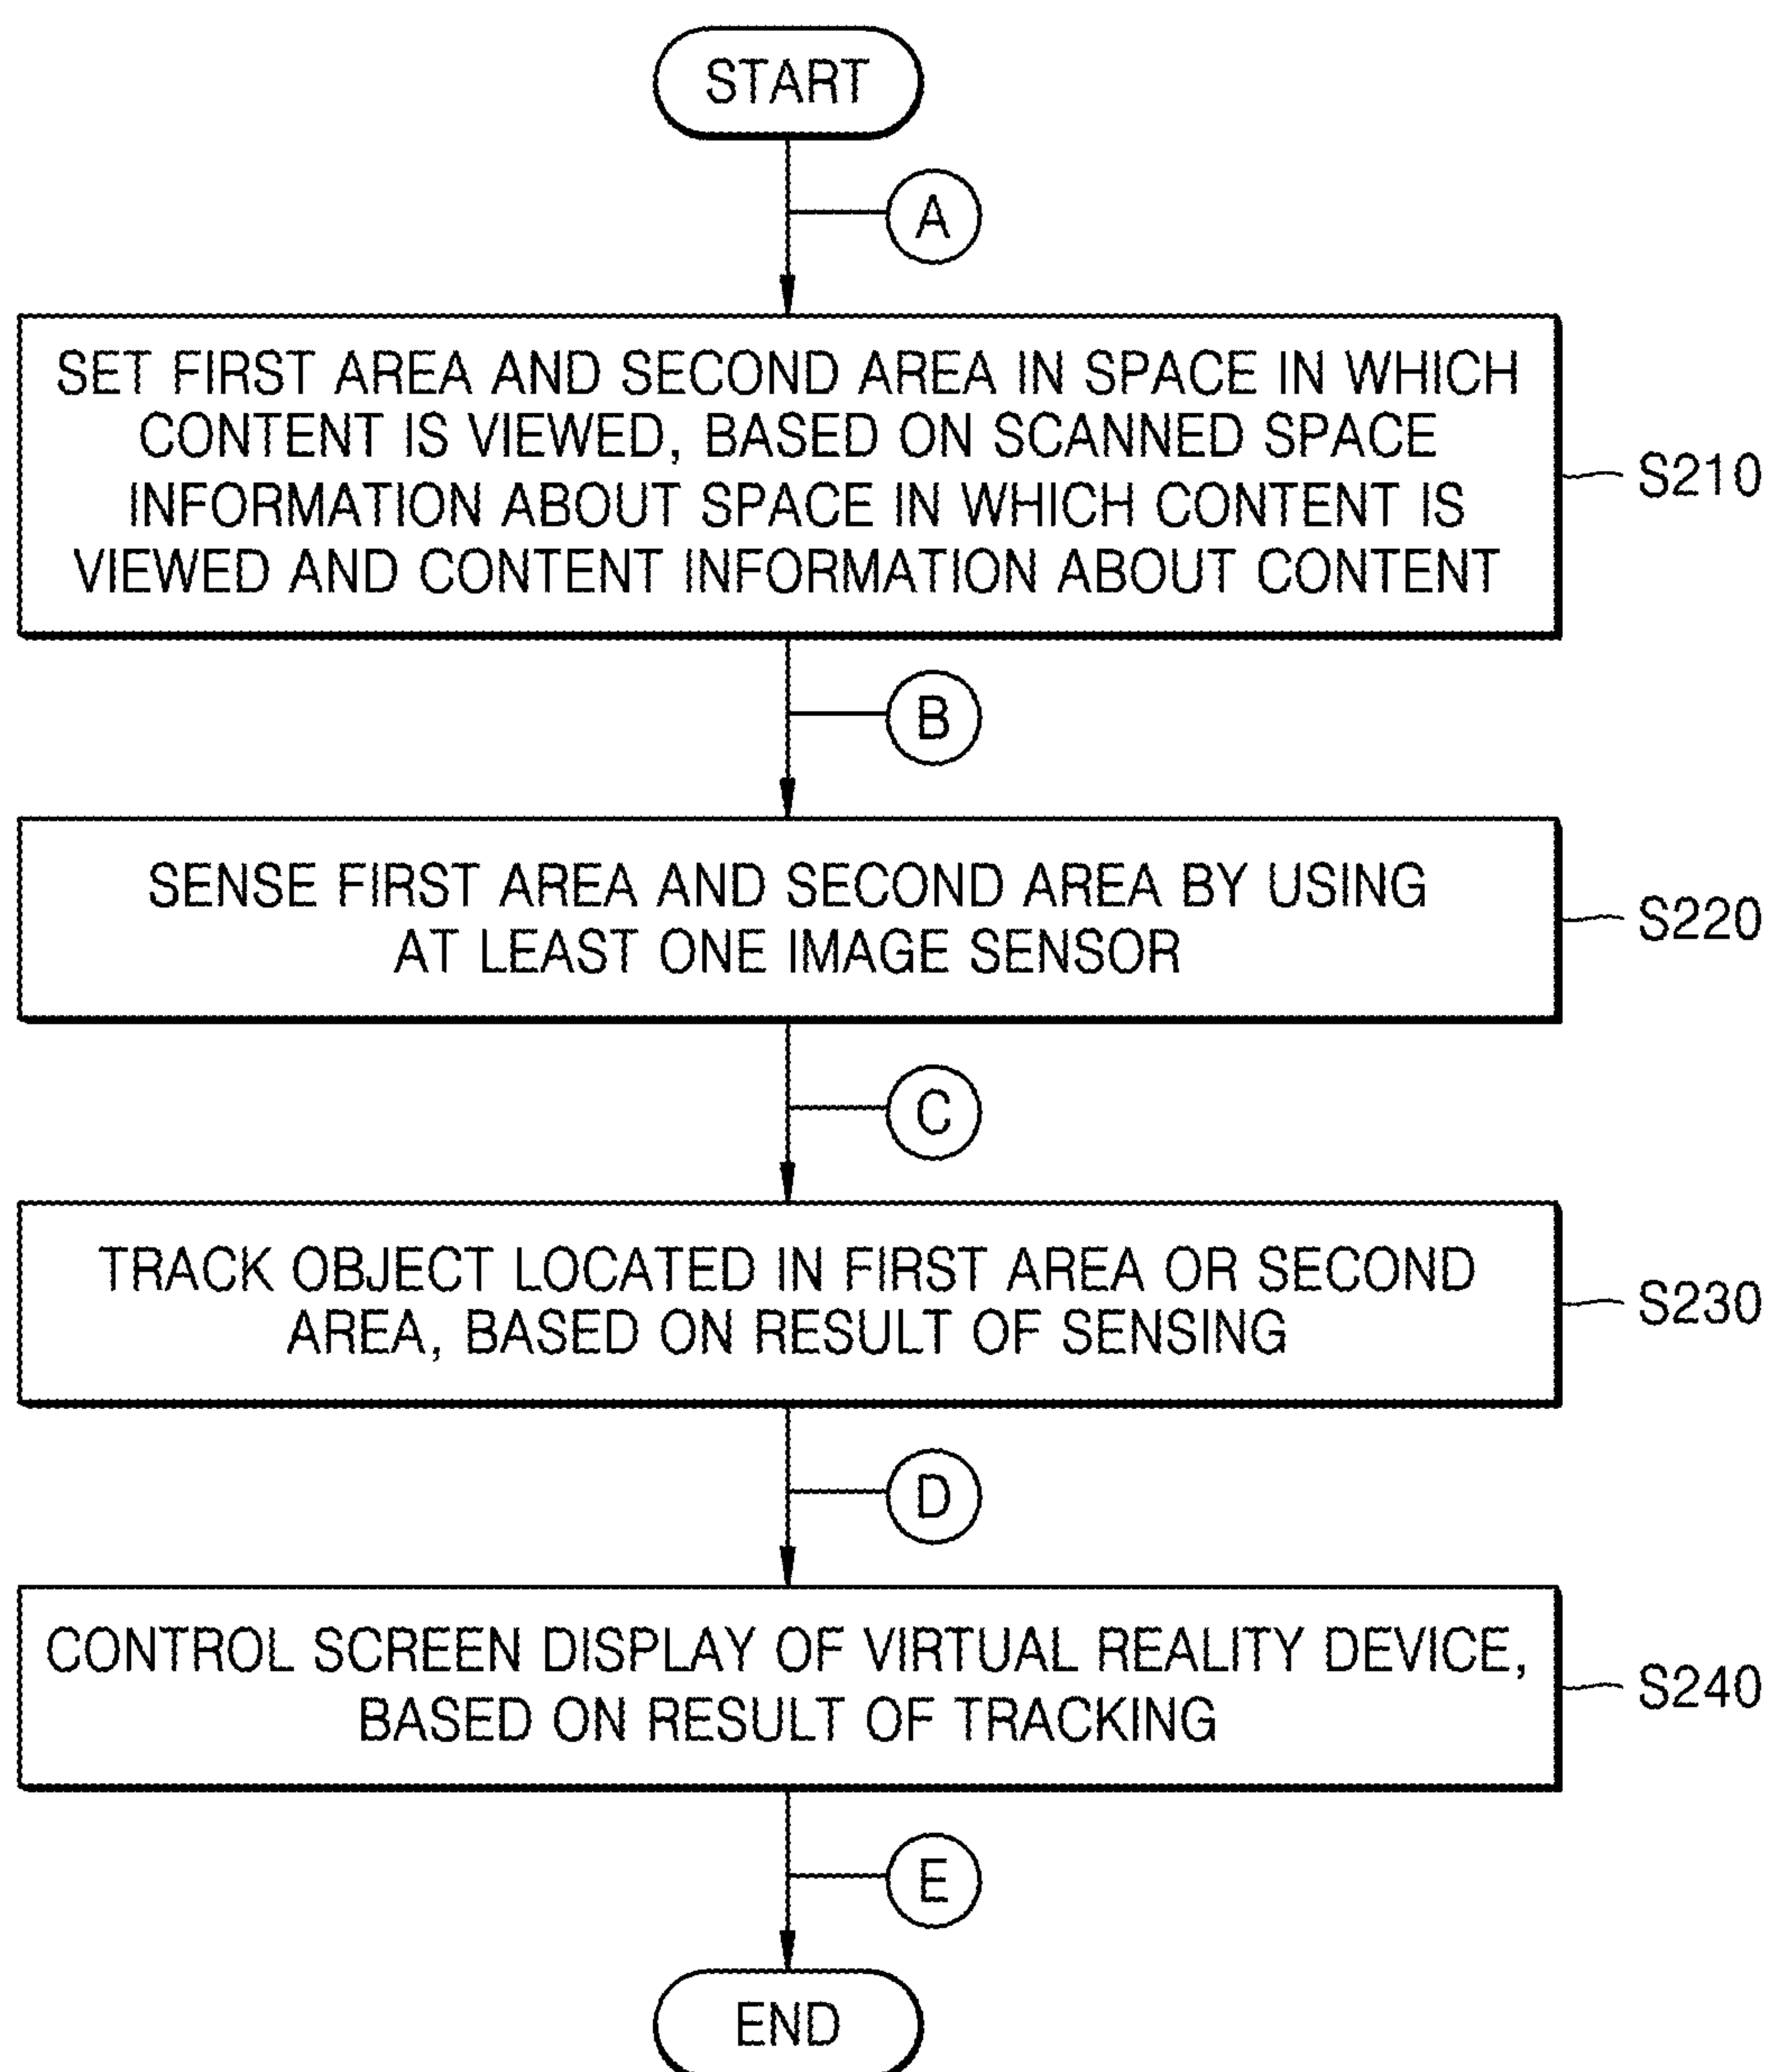 START
A
SET FIRST AREA AND SECOND AREA IN SPACE IN WHICH
CONTENT IS VIEWED, BASED ON SCANNED SPACE
INFORMATION ABOUT SPACE IN WHICH CONTENT IS
VIEWED AND CONTENT INFORMATION ABOUT CONTENT
S210
B
SENSE FIRST AREA AND SECOND AREA BY USING
AT LEAST ONE IMAGE SENSOR
S220
C
TRACK OBJECT LOCATED IN FIRST AREA OR SECOND
AREA, BASED ON RESULT OF SENSING
S230
D
CONTROL SCREEN DISPLAY OF VIRTUAL REALITY DEVICE,
BASED ON RESULT OF TRACKING
S240
E
END